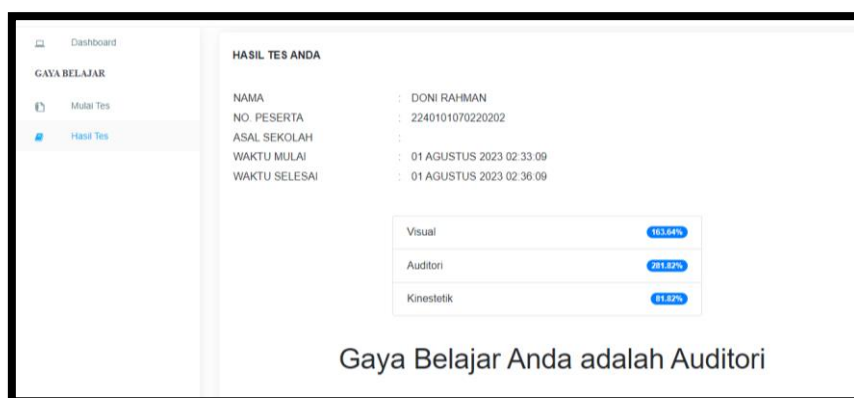 Dashboard
GAYA BELAJAR
Mulai Tes
Hasil Tes
HASIL TES ANDA
NAMA : DONI RAHMAN
NO. PESERTA : 2240101070220202
ASAL SEKOLAH :
WAKTU MULAI : 01 AGUSTUS 2023 02:33:09
WAKTU SELESAI : 01 AGUSTUS 2023 02:36:09
Visual 163.64%
Auditori 281.82%
Kinestetik 81.82%
Gaya Belajar Anda adalah Auditori